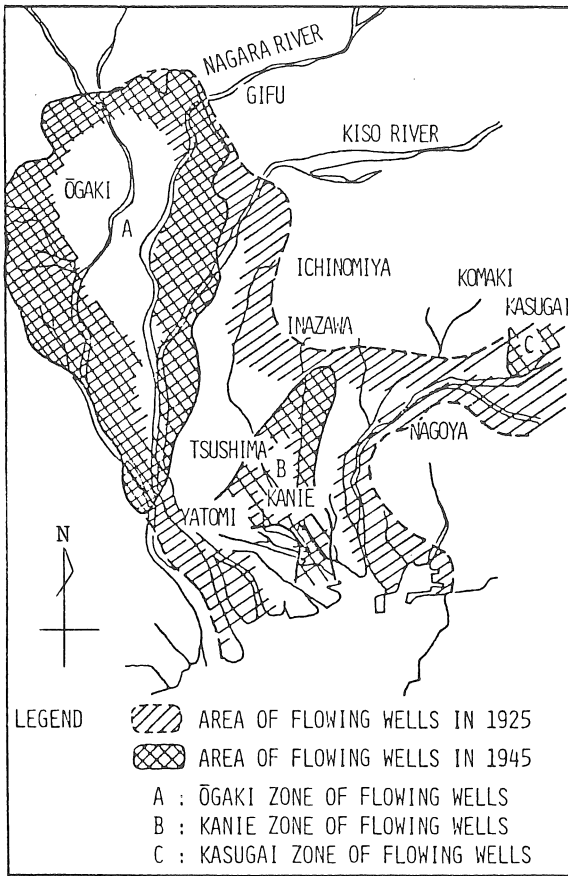 NAGARA RIVER
GIFU
KISO RIVER
ŌGAKI
A
ICHINOMIYA
KOMAKI
KASUGAI
INAZAWA
C
NAGOYA
TSUSHIMA
B
KANIE
YATOMI
N
LEGEND
AREA OF FLOWING WELLS IN 1925
AREA OF FLOWING WELLS IN 1945
A : ŌGAKI ZONE OF FLOWING WELLS
B : KANIE ZONE OF FLOWING WELLS
C : KASUGAI ZONE OF FLOWING WELLS